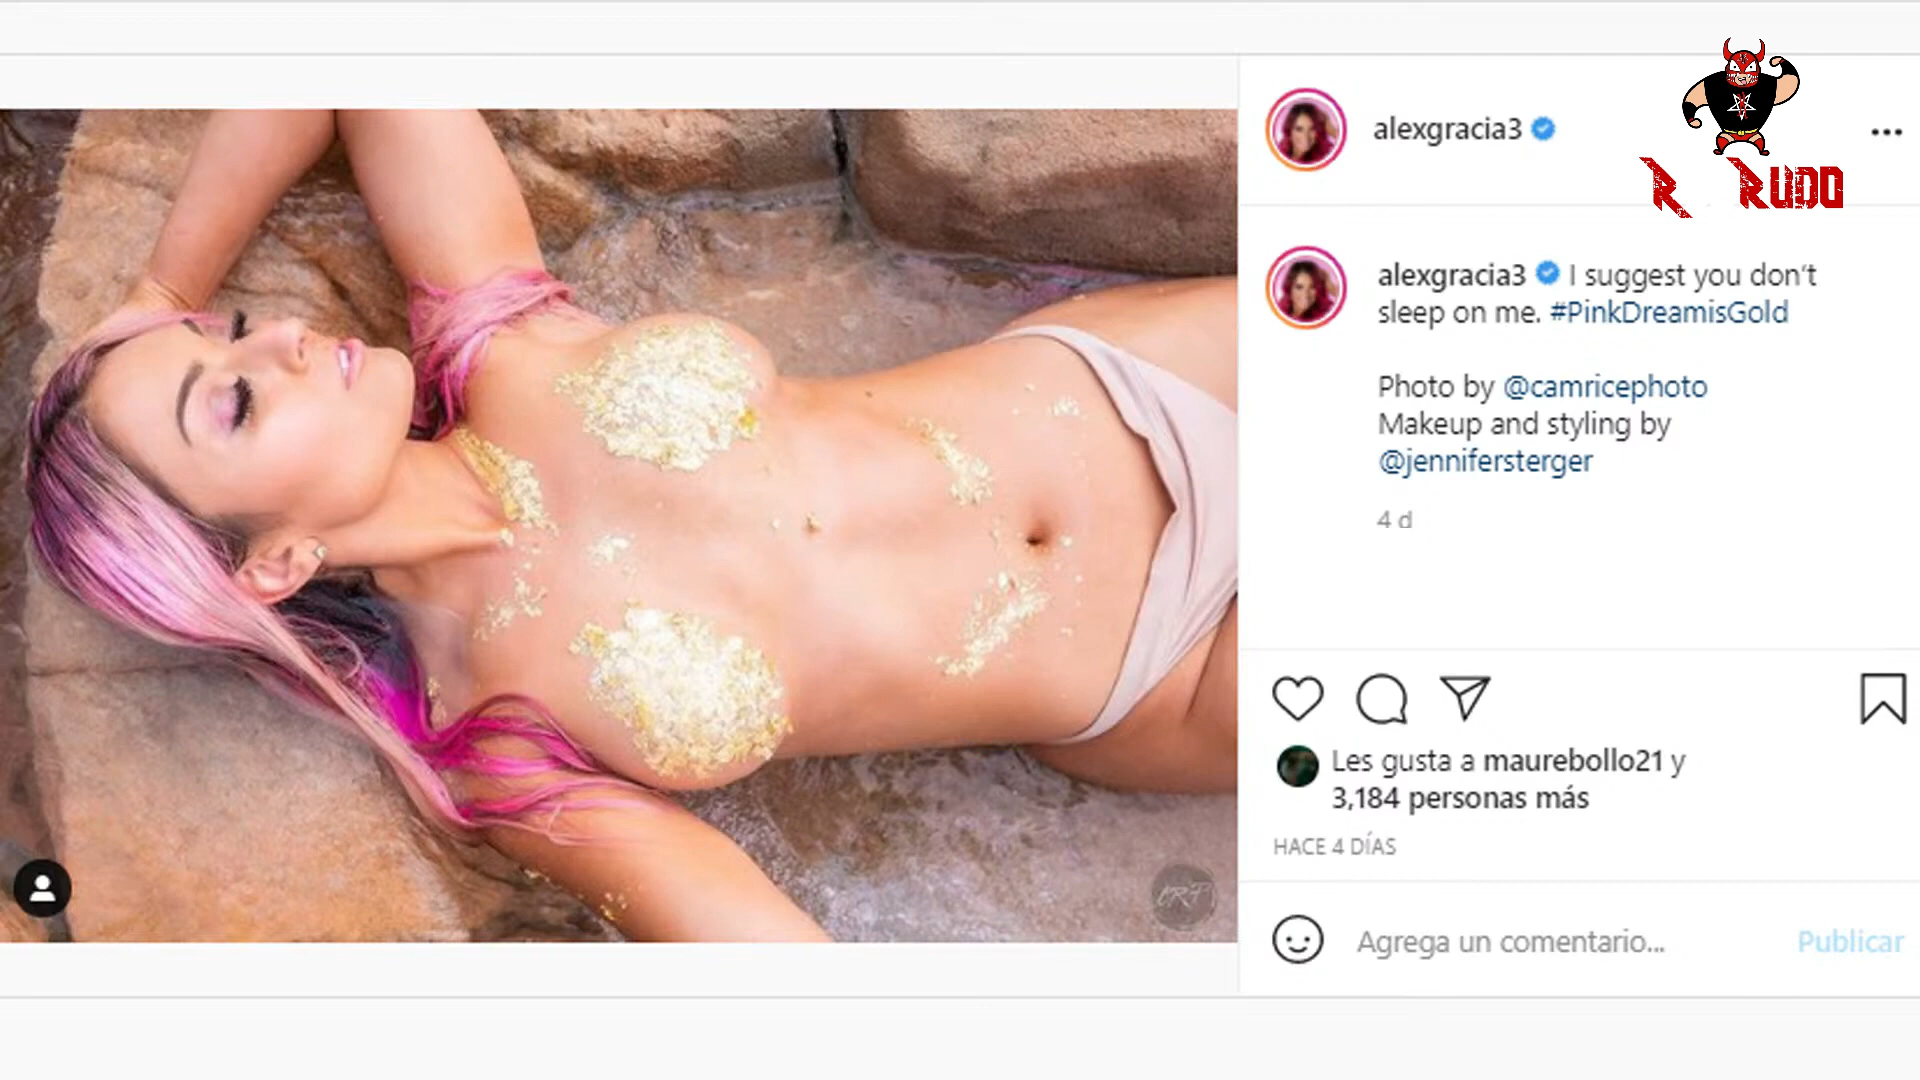 alexgracia3
R RUDO
alexgracia3 I suggest you don't
sleep on me. #PinkDreamisGold
Photo by @camricephoto
Makeup and styling by
@jennifersterger
4 d
Les gusta a maurebollo21 y
3,184 personas más
HACE 4 DÍAS
CRP
Agrega un comentario...
Publicar